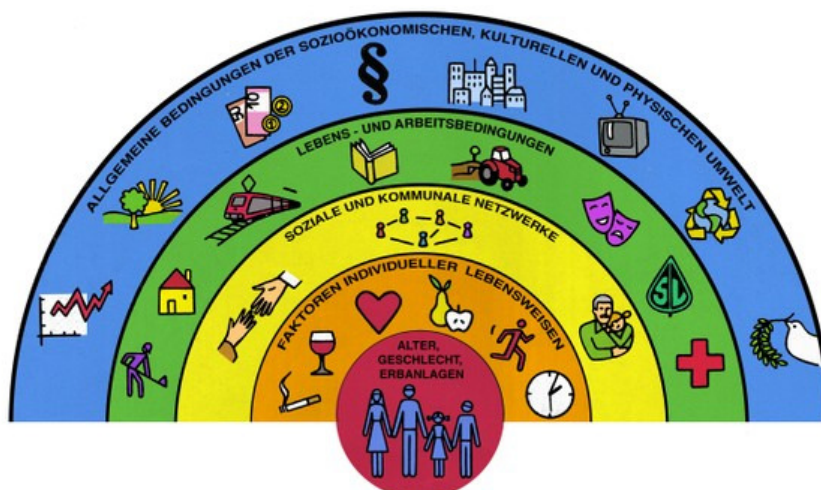 ALLGEMEINE BEDINGUNGEN DER SOZIOÖKONOMISCHEN, KULTURELLEN UND PHYSISCHEN UMWELT
§
LEBENS- UND ARBEITSBEDINGUNGEN
SOZIALE UND KOMMUNALE NETZWERKE
FAKTOREN INDIVIDUELLER LEBENSWEISEN
ALTER,
GESCHLECHT,
ERBANLAGEN